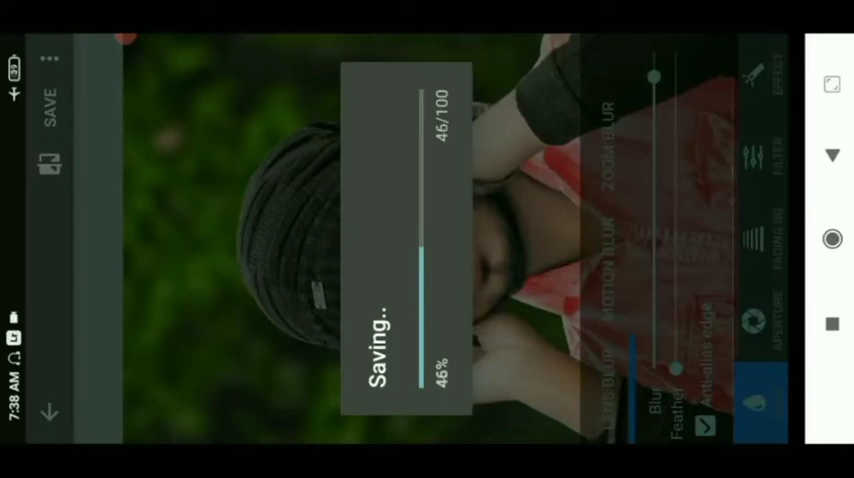 7:38 AM
39
SAVE
Saving..
46%
46/100
LENS BLUR
MOTION BLUR
ZOOM BLUR
Blur
Feather
Anti-alias edge
APERTURE
FADING BG
FILTER
EFFECT